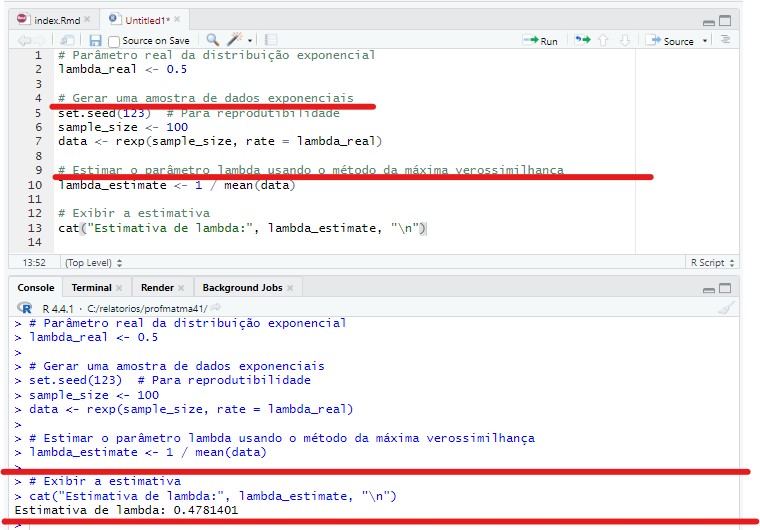 index.Rmd Untitled1*
Source on Save Run Source
1 # Parâmetro real da distribuição exponencial
2 lambda_real <- 0.5
3
4 # Gerar uma amostra de dados exponenciais
5 set.seed(123)  # Para reprodutibilidade
6 sample_size <- 100
7 data <- rexp(sample_size, rate = lambda_real)
8
9 # Estimar o parâmetro lambda usando o método da máxima verossimilhança
10 lambda_estimate <- 1 / mean(data)
11
12 # Exibir a estimativa
13 cat("Estimativa de lambda:", lambda_estimate, "\n")
14
13:52 (Top Level) R Script
Console Terminal Render Background Jobs
R R 4.4.1 · C:/relatorios/profmatma41/
> # Parâmetro real da distribuição exponencial
> lambda_real <- 0.5
>
> # Gerar uma amostra de dados exponenciais
> set.seed(123)  # Para reprodutibilidade
> sample_size <- 100
> data <- rexp(sample_size, rate = lambda_real)
>
> # Estimar o parâmetro lambda usando o método da máxima verossimilhança
> lambda_estimate <- 1 / mean(data)
>
> # Exibir a estimativa
> cat("Estimativa de lambda:", lambda_estimate, "\n")
Estimativa de lambda: 0.4781401
>